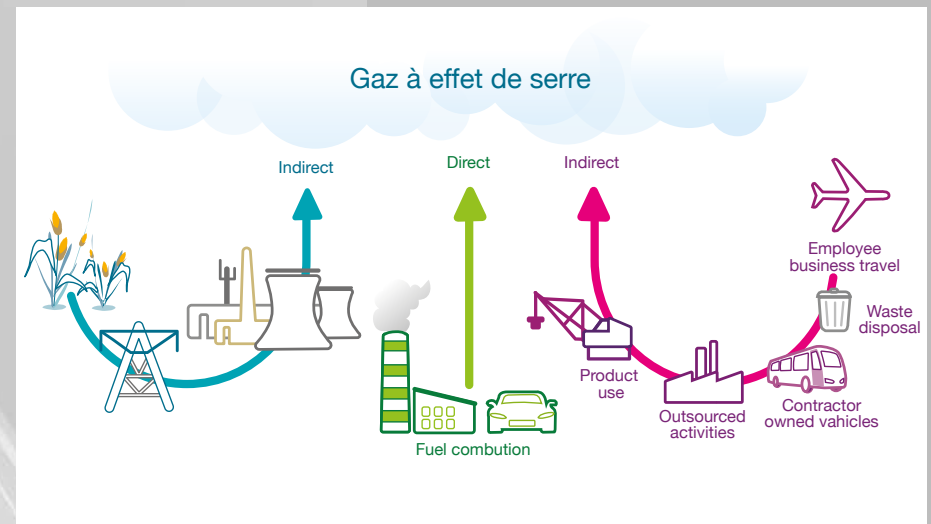 Gaz à effet de serre
Indirect
Direct
Indirect
Employee
business travel
Waste
disposal
Product
use
Contractor
owned vahicles
Outsourced
activities
Fuel combution